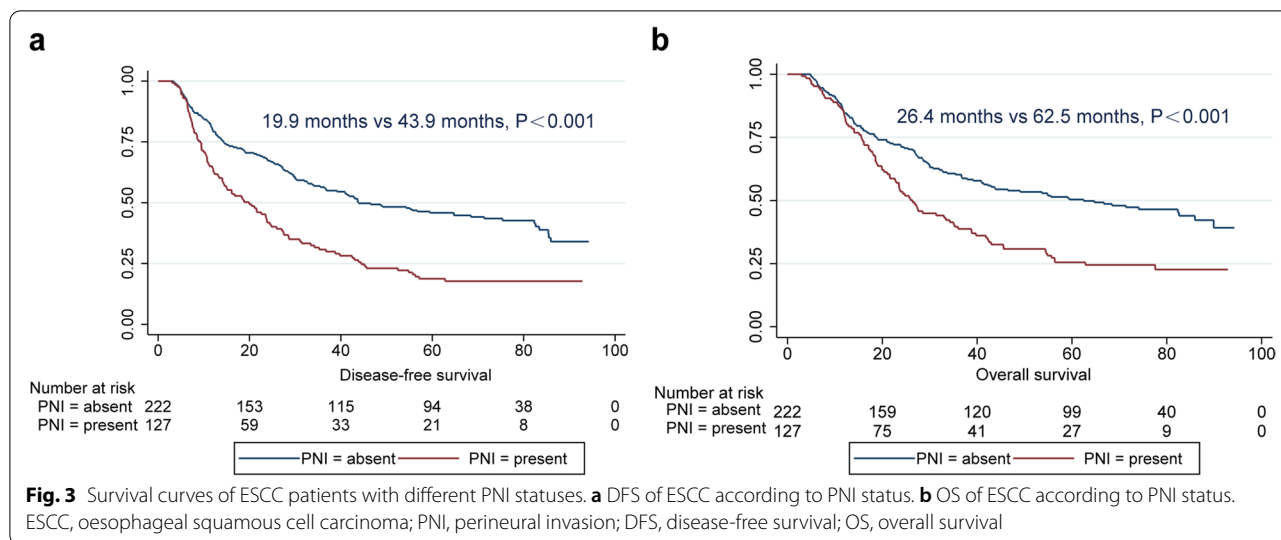 a
1.00
0.75
0.50
0.25
0.00
19.9 months vs 43.9 months, P<0.001
0 20 40 60 80 100
Disease-free survival
Number at risk
PNI = absent 222 153 115 94 38 0
PNI = present 127 59 33 21 8 0
PNI = absent PNI = present
b
1.00
0.75
0.50
0.25
0.00
26.4 months vs 62.5 months, P<0.001
0 20 40 60 80 100
Overall survival
Number at risk
PNI = absent 222 159 120 99 40 0
PNI = present 127 75 41 27 9 0
PNI = absent PNI = present
Fig. 3 Survival curves of ESCC patients with different PNI statuses. a DFS of ESCC according to PNI status. b OS of ESCC according to PNI status.
ESCC, oesophageal squamous cell carcinoma; PNI, perineural invasion; DFS, disease-free survival; OS, overall survival